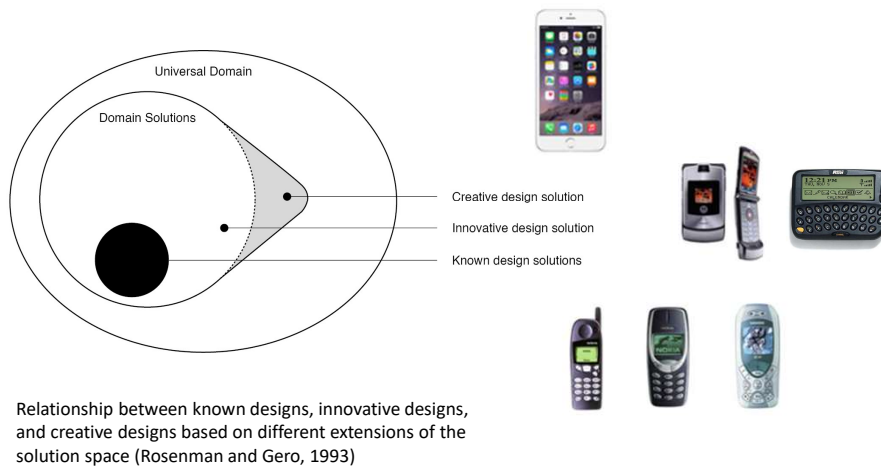 Universal Domain
Domain Solutions
Creative design solution
Innovative design solution
Known design solutions
NOKIA
Relationship between known designs, innovative designs,
and creative designs based on different extensions of the
solution space (Rosenman and Gero, 1993)